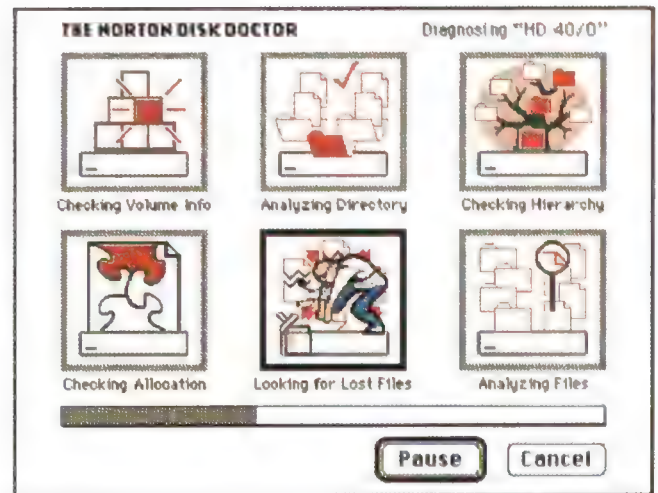 THE NORTON DISK DOCTOR
Diagnosing "HD 40/0"
Checking Volume Info
Analyzing Directory
Checking Hierarchy
Checking Allocation
Looking for Lost Files
Analyzing Files
Pause
Cancel